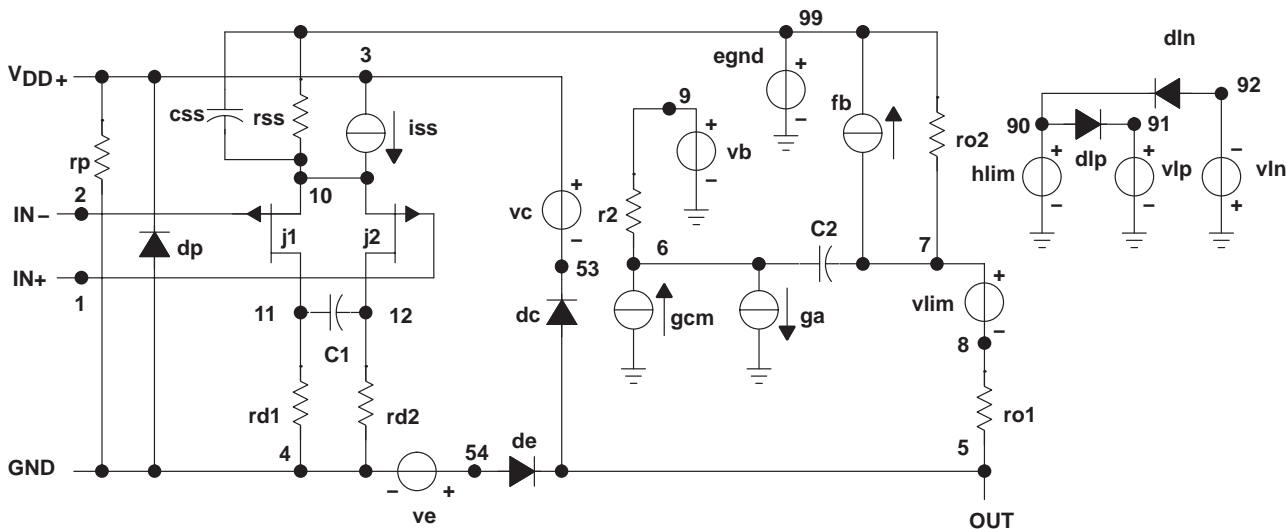 99
3
egnd
+
−
dln
VDD+
css
rss
iss
9
+
vb
−
fb
ro2
92
90
91
dlp
hlim
+
−
vlp
+
−
vln
−
+
rp
2
10
IN−
j1
j2
dp
vc
+
−
r2
6
C2
7
IN+
1
53
11
12
C1
dc
gcm
ga
vlim
+
−
8
rd1
rd2
ro1
GND
4
54
de
5
−
+
ve
OUT